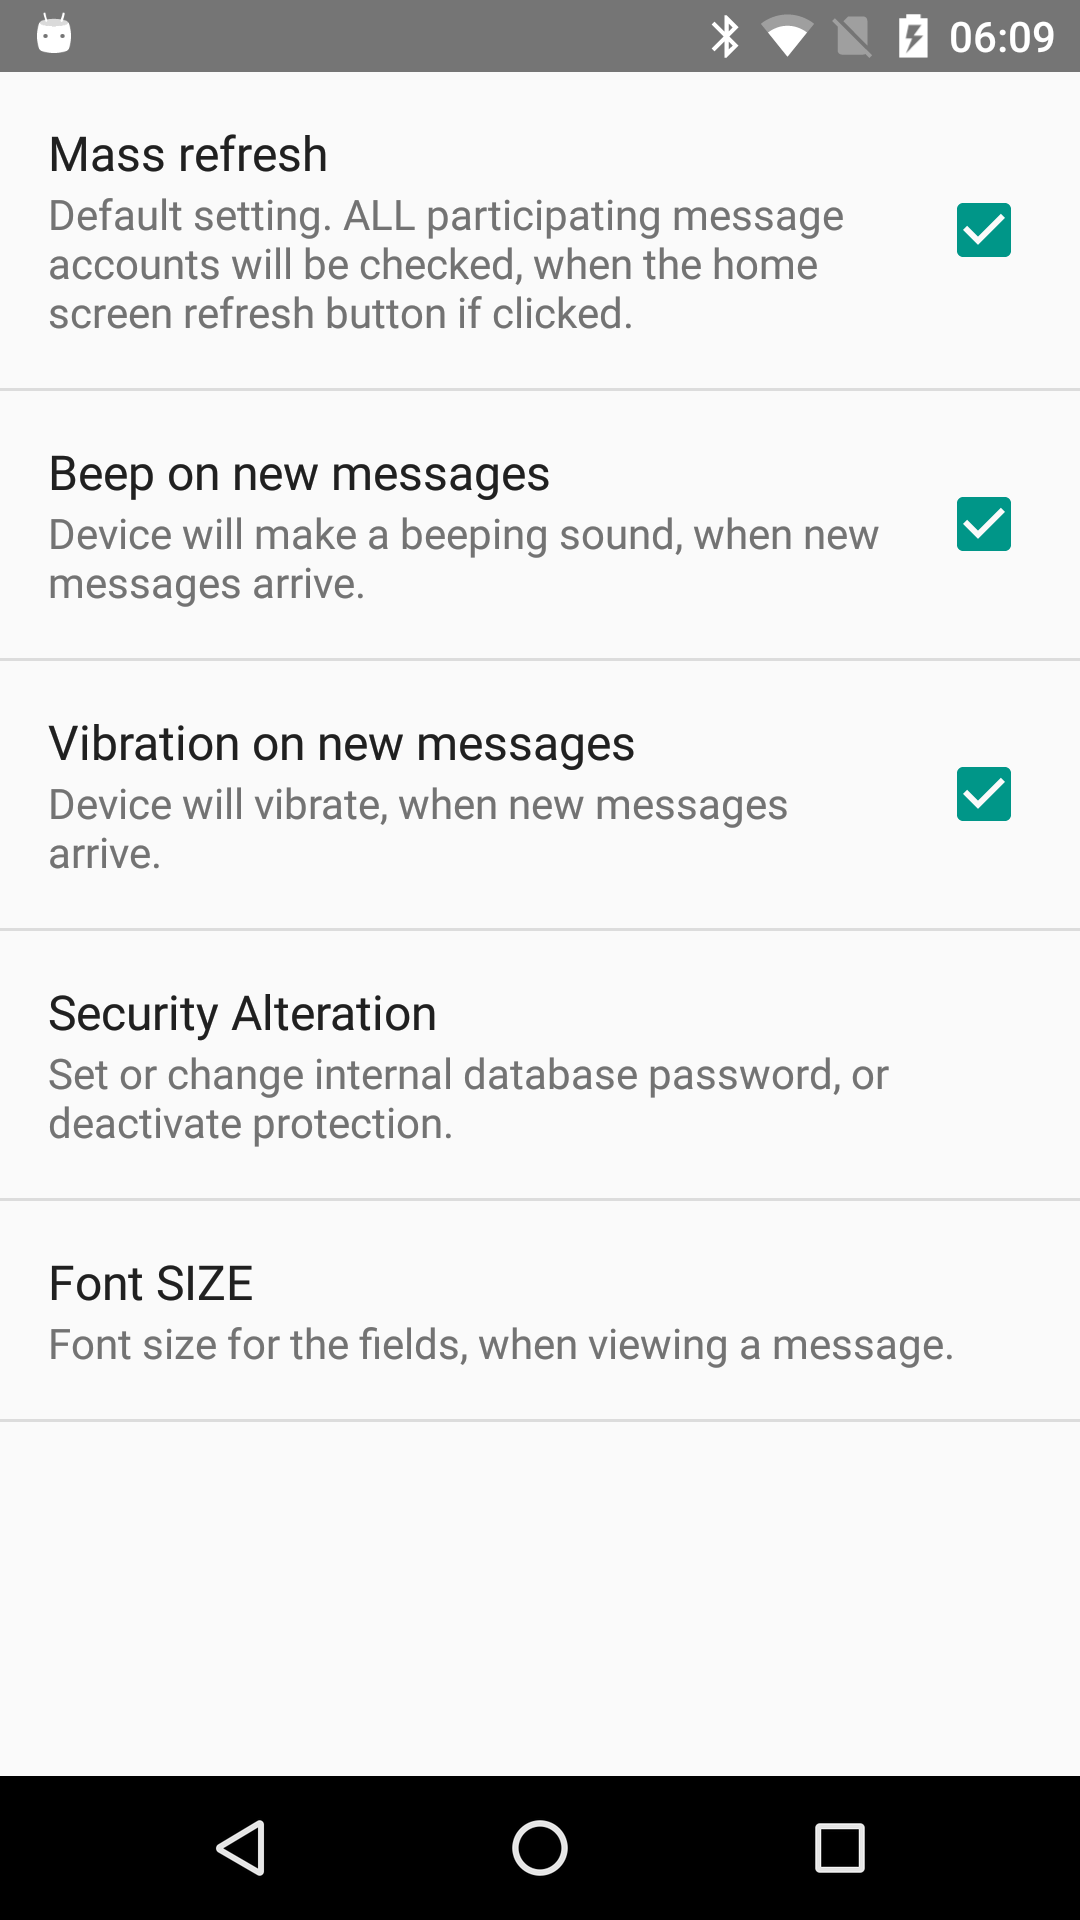 06:09
Mass refresh
Default setting. ALL participating message
accounts will be checked, when the home
screen refresh button if clicked.
Beep on new messages
Device will make a beeping sound, when new
messages arrive.
Vibration on new messages
Device will vibrate, when new messages
arrive.
Security Alteration
Set or change internal database password, or
deactivate protection.
Font SIZE
Font size for the fields, when viewing a message.